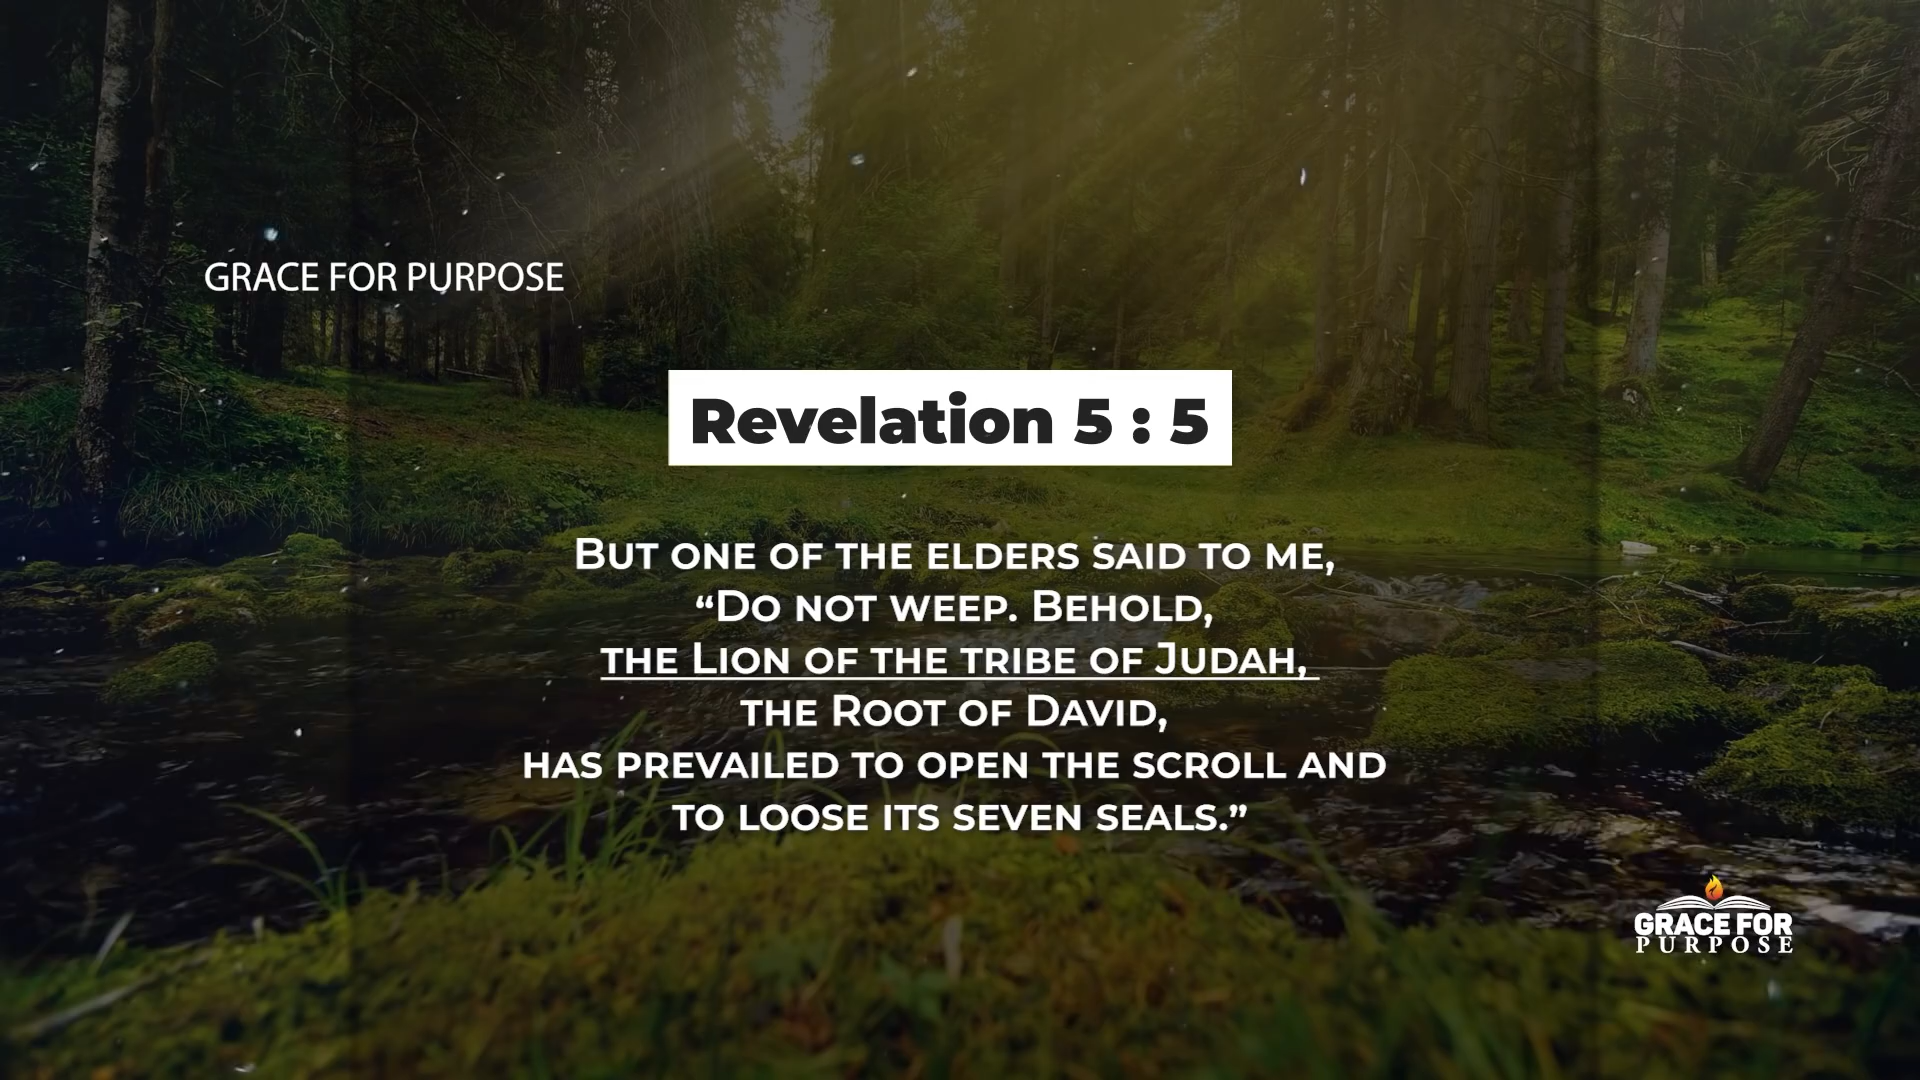 GRACE FOR PURPOSE
Revelation 5 : 5
But one of the elders said to me,
“Do not weep. Behold,
the Lion of the tribe of Judah,
the Root of David,
has prevailed to open the scroll and
to loose its seven seals.”
GRACE FOR
PURPOSE